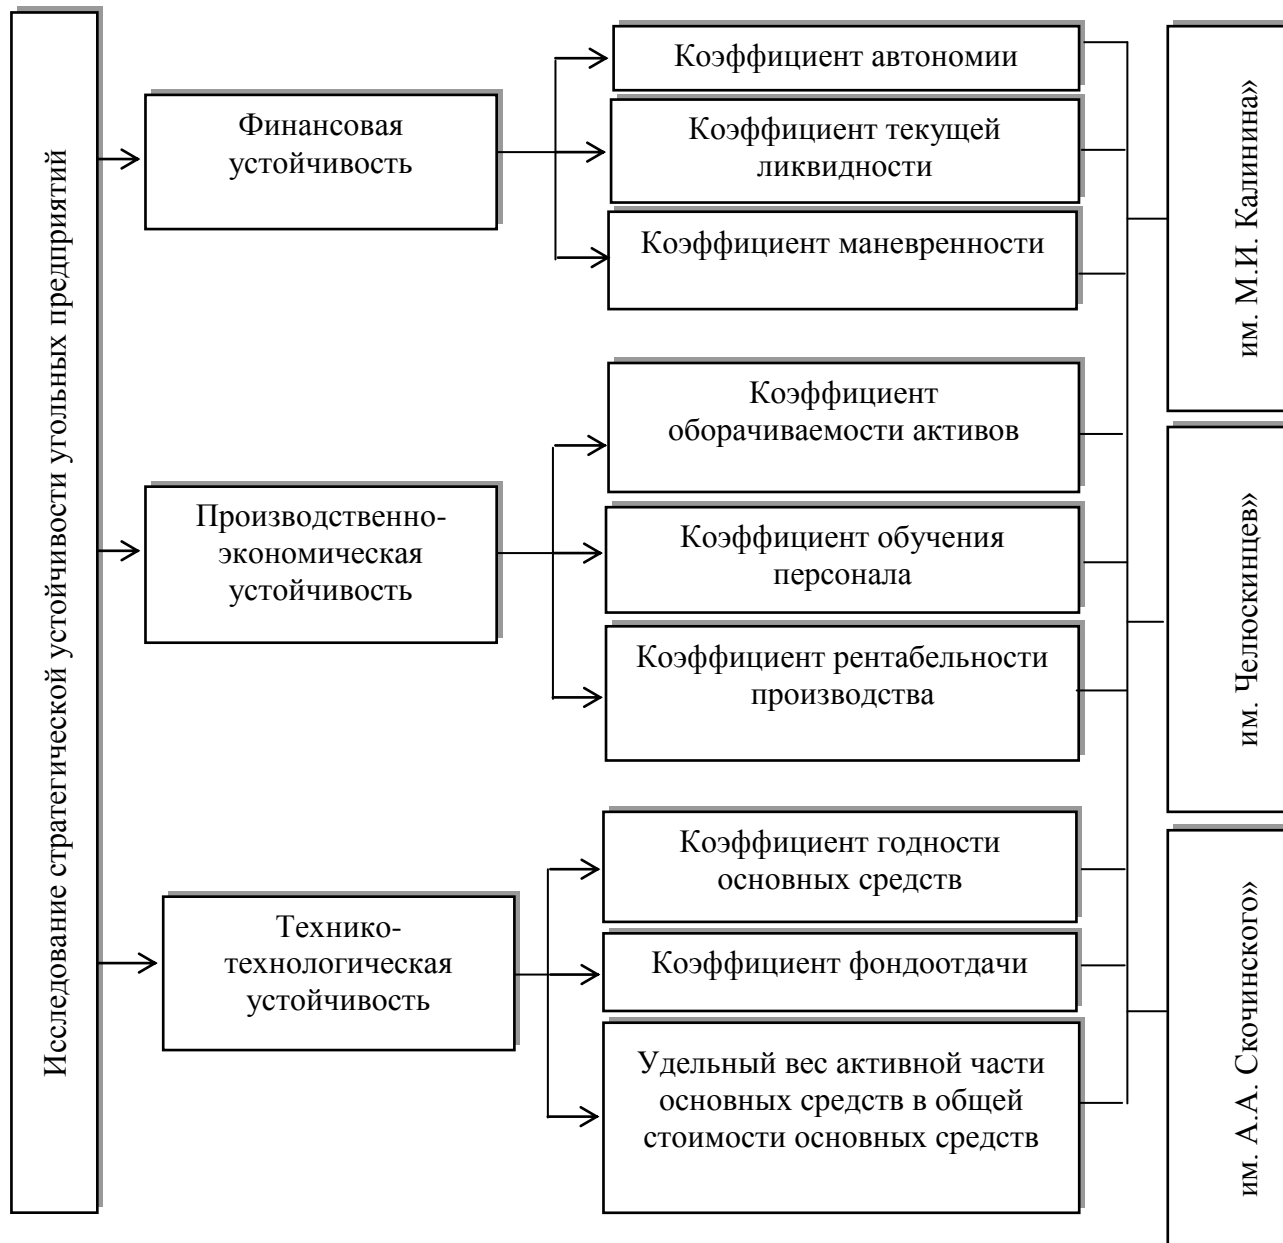 Исследование стратегической устойчивости угольных предприятий
Финансовая
устойчивость
Коэффициент автономии
Коэффициент текущей
ликвидности
Коэффициент маневренности
Производственно-
экономическая
устойчивость
Коэффициент
оборачиваемости активов
Коэффициент обучения
персонала
Коэффициент рентабельности
производства
Технико-
технологическая
устойчивость
Коэффициент годности
основных средств
Коэффициент фондоотдачи
Удельный вес активной части
основных средств в общей
стоимости основных средств
им. М.И. Калинина»
им. Челюскинцев»
им. А.А. Скочинского»